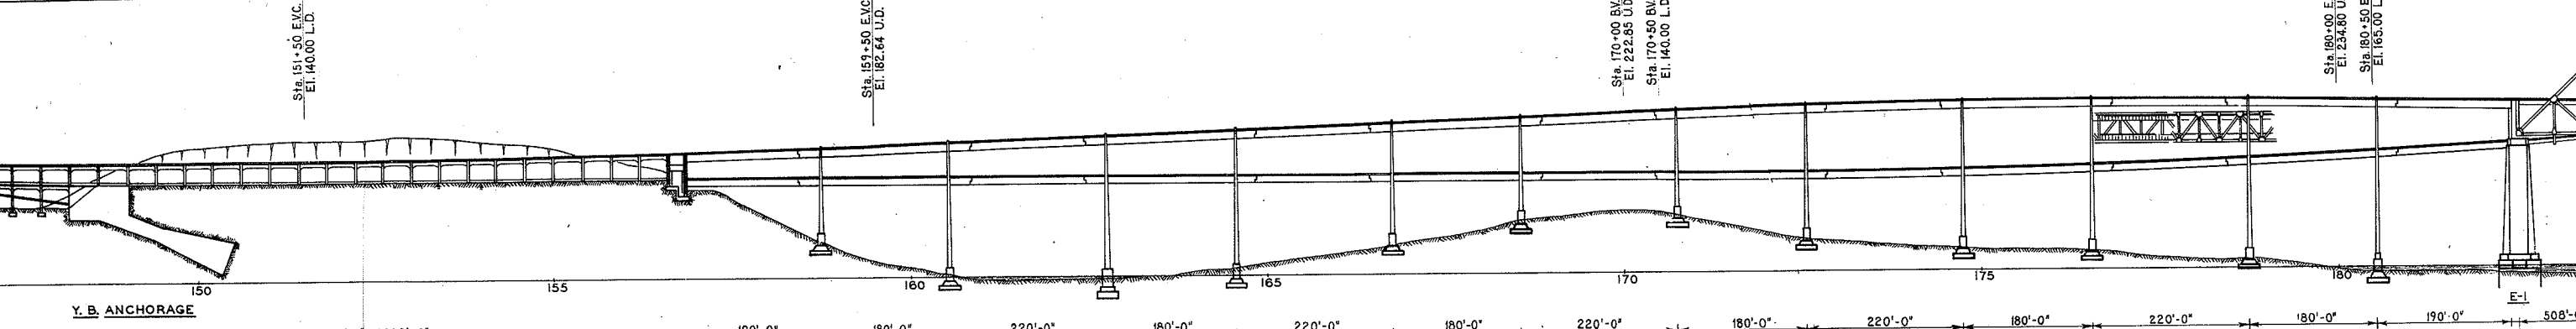 Sta. 151+50 E.V.C.
El. 140.00 L.D.
Sta. 159+50 E.V.C.
El. 182.64 U.D.
Sta. 170+00 B.V.
El. 222.85 U.D
Sta. 170+50 B.V.
El. 140.00 L.D
Sta. 180+00 E.
El. 234.80 U.
Sta. 180+50 E
El. 165.00 L
150
155
160
165
170
175
180
Y. B. ANCHORAGE
E-1
180'-0"
180'-0"
220'-0"
180'-0"
220'-0"
180'-0"
220'-0"
180'-0"
220'-0"
180'-0"
220'-0"
180'-0"
190'-0"
508'-